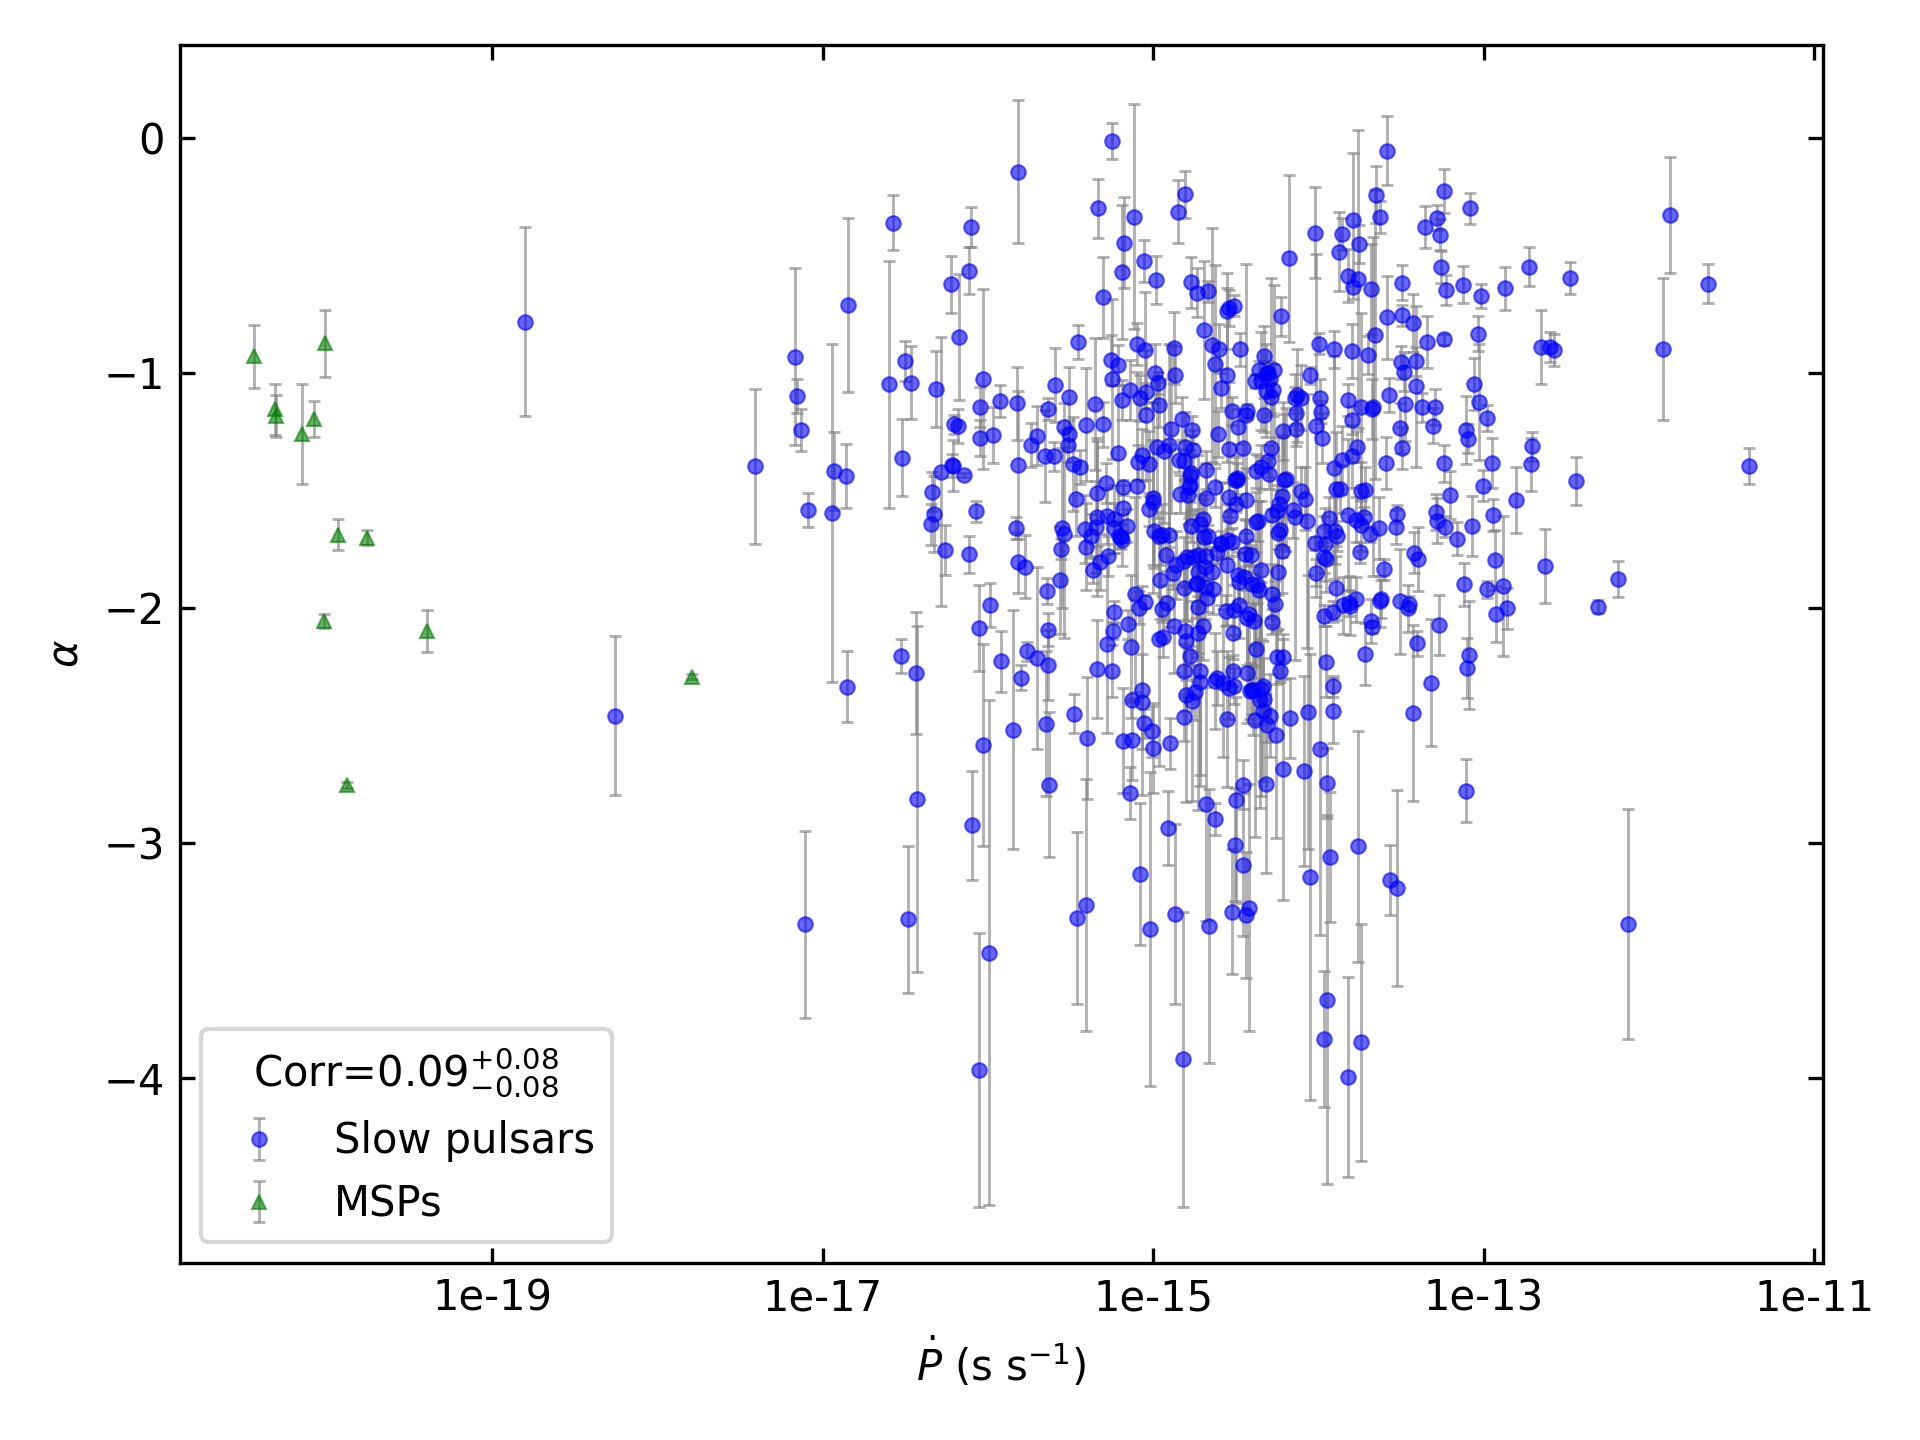 0
−1
−2
−3
−4
α
Corr=0.09+0.08−0.08
Slow pulsars
MSPs
1e-19 1e-17 1e-15 1e-13 1e-11
Ṗ (s s−1)